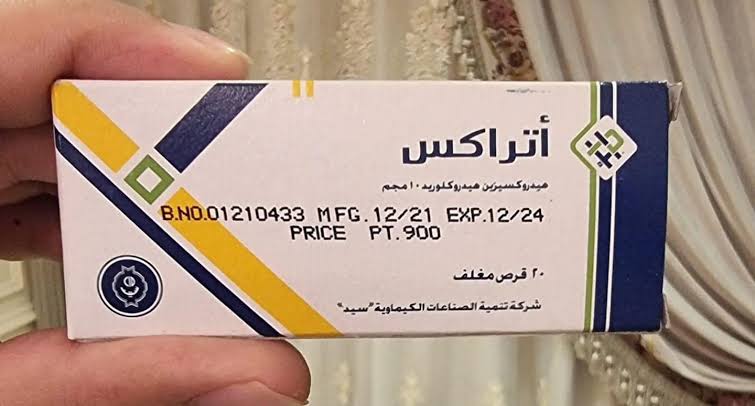 أتراكس
هيدروكسيزين هيدروكلوريد ١٠ مجم
B.NO.01210433 MFG.12/21 EXP.12/24
PRICE PT.900
٢٠ قرص مغلف
شركة تنمية الصناعات الكيماوية "سيد"